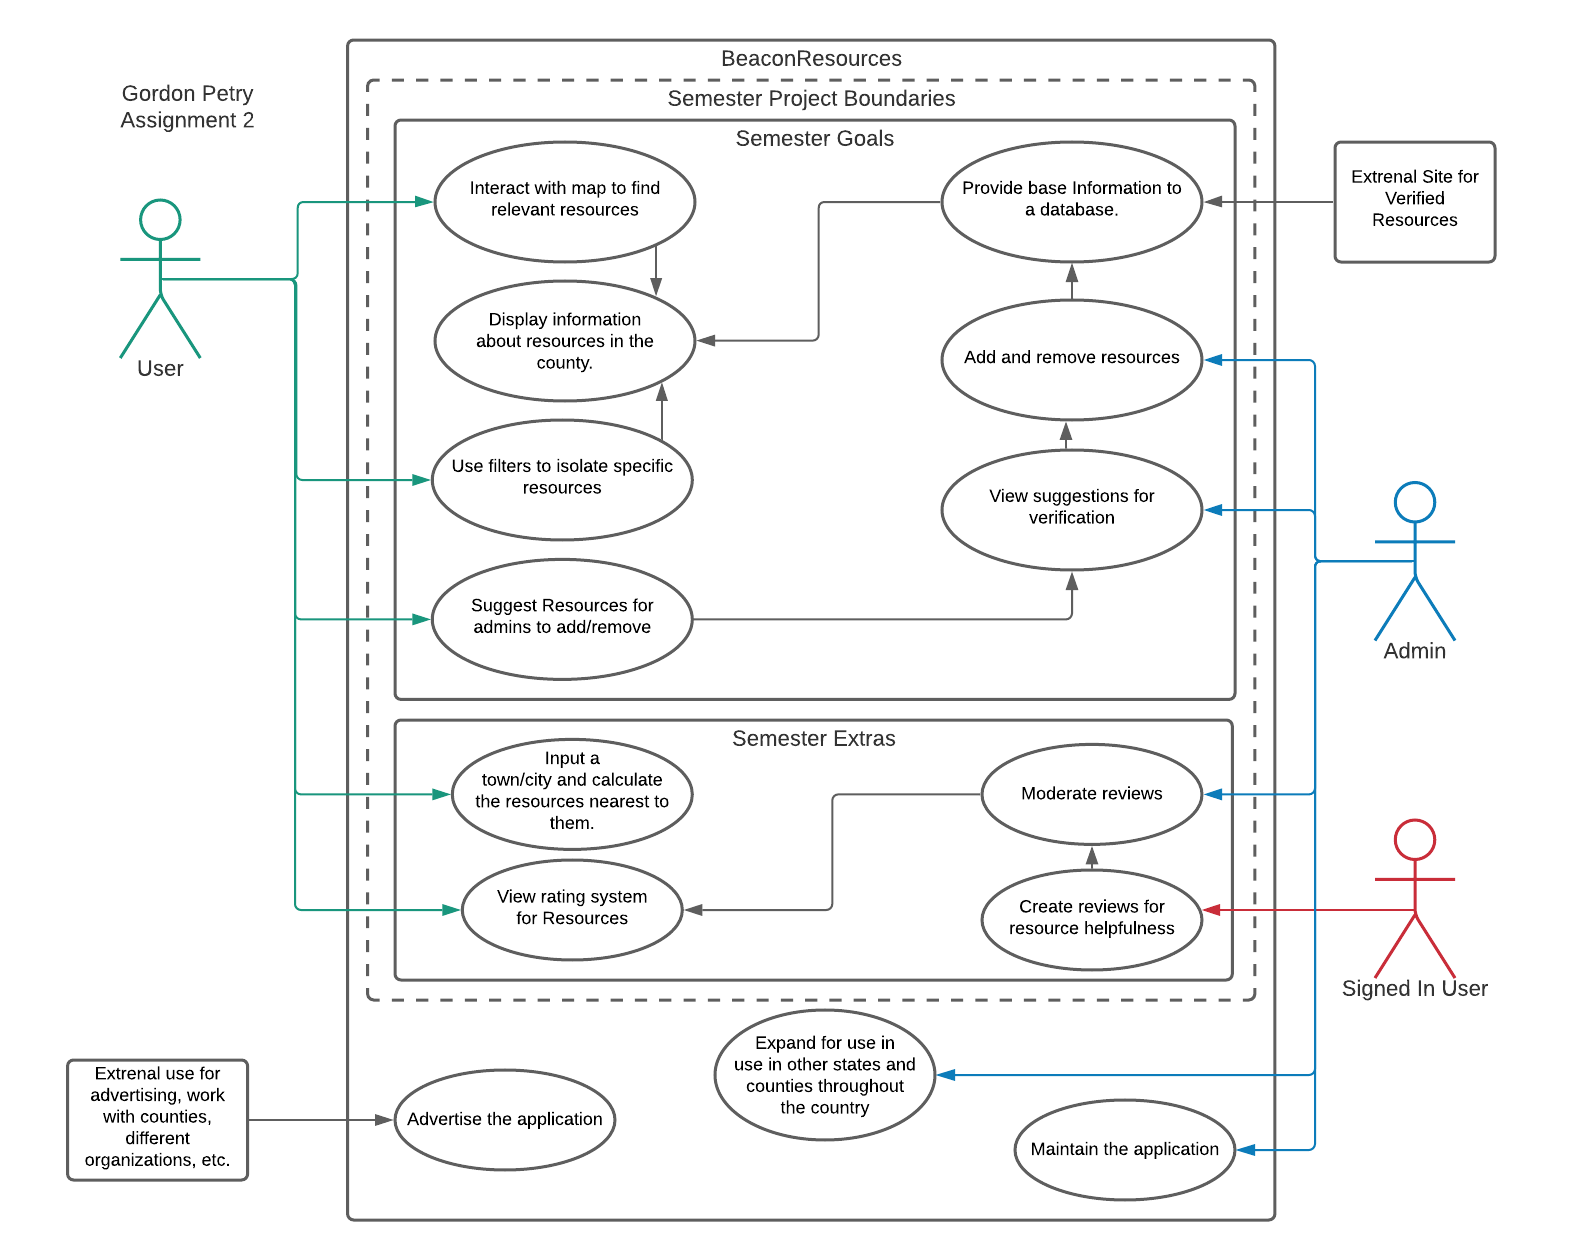 BeaconResources
Semester Project Boundaries
Gordon Petry
Assignment 2
Semester Goals
Interact with map to find
relevant resources
Provide base Information to
a database.
Extrenal Site for
Verified
Resources
Display information
about resources in the
county.
Add and remove resources
User
Use filters to isolate specific
resources
View suggestions for
verification
Suggest Resources for
admins to add/remove
Admin
Semester Extras
Input a
town/city and calculate
the resources nearest to
them.
Moderate reviews
View rating system
for Resources
Create reviews for
resource helpfulness
Signed In User
Expand for use in
use in other states and
counties throughout
the country
Extrenal use for
advertising, work
with counties,
different
organizations, etc.
Advertise the application
Maintain the application